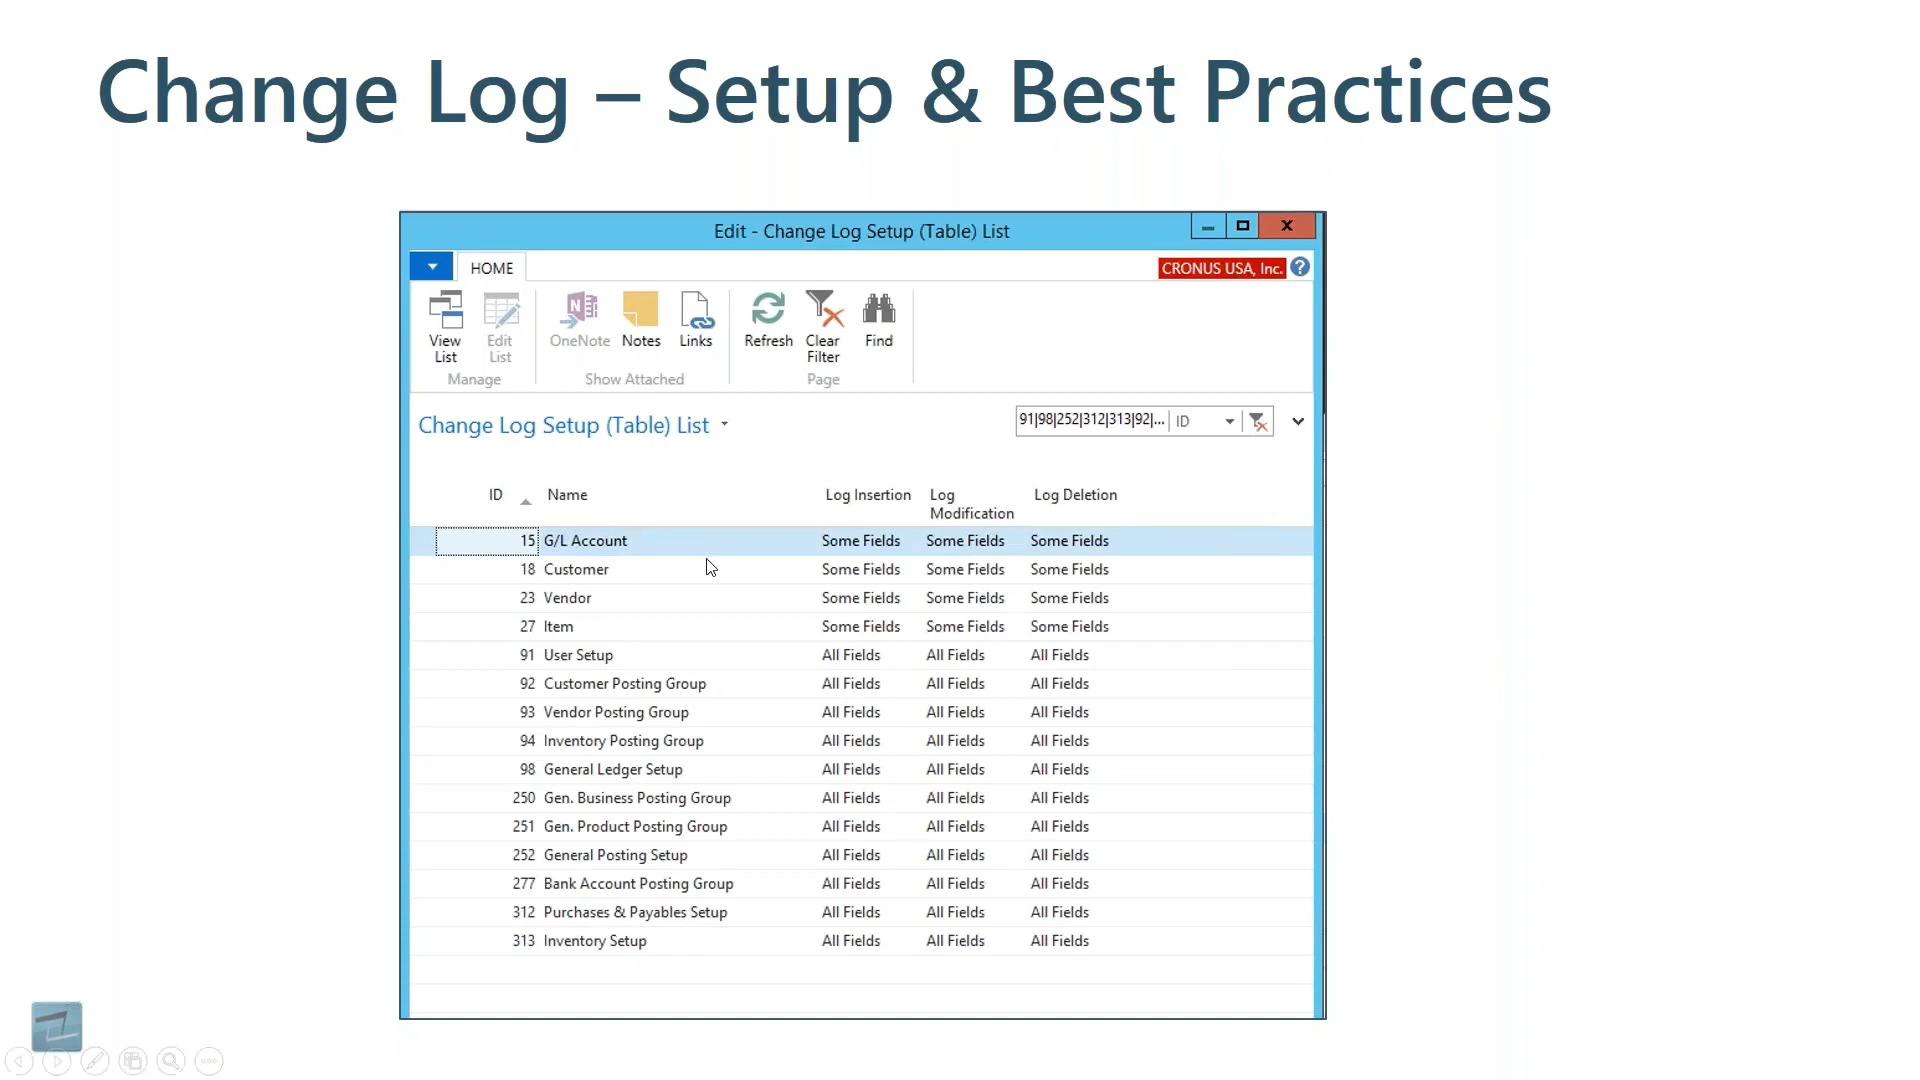 Change Log – Setup & Best Practices
Edit - Change Log Setup (Table) List
HOME
CRONUS USA, Inc.
View List
Edit List
OneNote
Notes
Links
Refresh
Clear Filter
Find
Manage
Show Attached
Page
Change Log Setup (Table) List
91|98|252|312|313|92|... ID
ID Name Log Insertion Log Modification Log Deletion
15 G/L Account Some Fields Some Fields Some Fields
18 Customer Some Fields Some Fields Some Fields
23 Vendor Some Fields Some Fields Some Fields
27 Item Some Fields Some Fields Some Fields
91 User Setup All Fields All Fields All Fields
92 Customer Posting Group All Fields All Fields All Fields
93 Vendor Posting Group All Fields All Fields All Fields
94 Inventory Posting Group All Fields All Fields All Fields
98 General Ledger Setup All Fields All Fields All Fields
250 Gen. Business Posting Group All Fields All Fields All Fields
251 Gen. Product Posting Group All Fields All Fields All Fields
252 General Posting Setup All Fields All Fields All Fields
277 Bank Account Posting Group All Fields All Fields All Fields
312 Purchases & Payables Setup All Fields All Fields All Fields
313 Inventory Setup All Fields All Fields All Fields